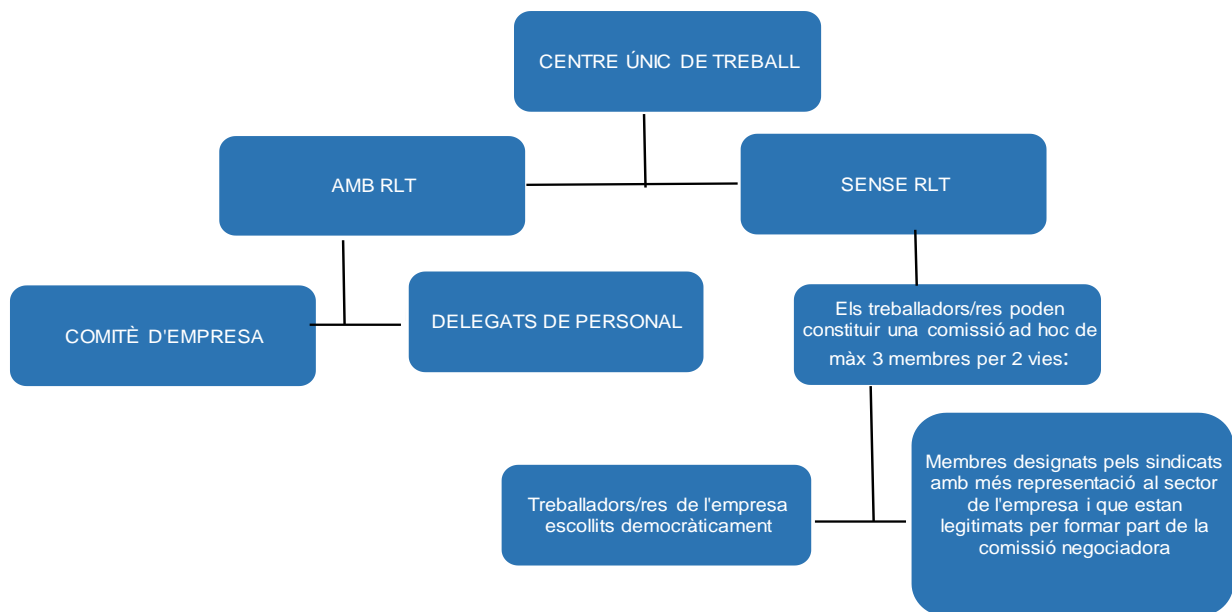 CENTRE ÚNIC DE TREBALL
AMB RLT
SENSE RLT
COMITÈ D'EMPRESA
DELEGATS DE PERSONAL
Els treballadors/res poden
constituir una comissió ad hoc de
màx 3 membres per 2 vies:
Treballadors/res de l'empresa
escollits democràticament
Membres designats pels sindicats
amb més representació al sector
de l'empresa i que estan
legitimats per formar part de la
comissió negociadora